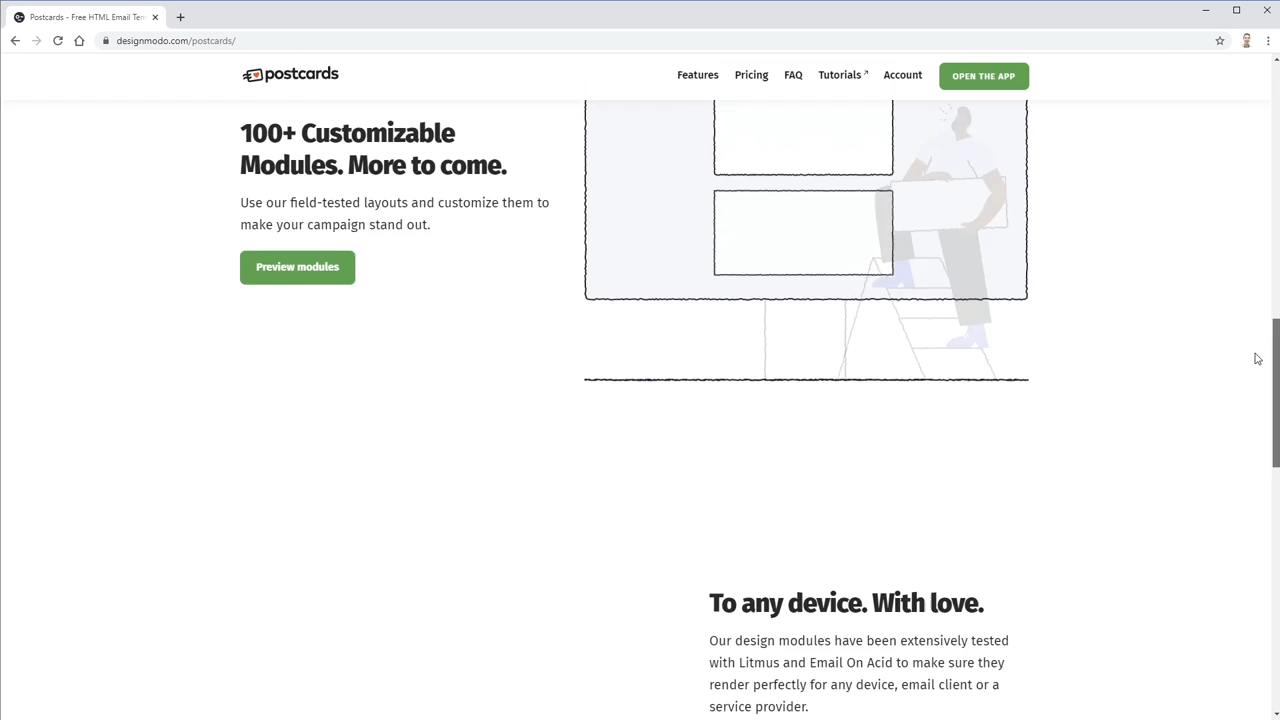 Postcards - Free HTML Email Tem
designmodo.com/postcards/
postcards
Features
Pricing
FAQ
Tutorials
Account
OPEN THE APP
100+ Customizable
Modules. More to come.
Use our field-tested layouts and customize them to
make your campaign stand out.
Preview modules
To any device. With love.
Our design modules have been extensively tested
with Litmus and Email On Acid to make sure they
render perfectly for any device, email client or a
service provider.